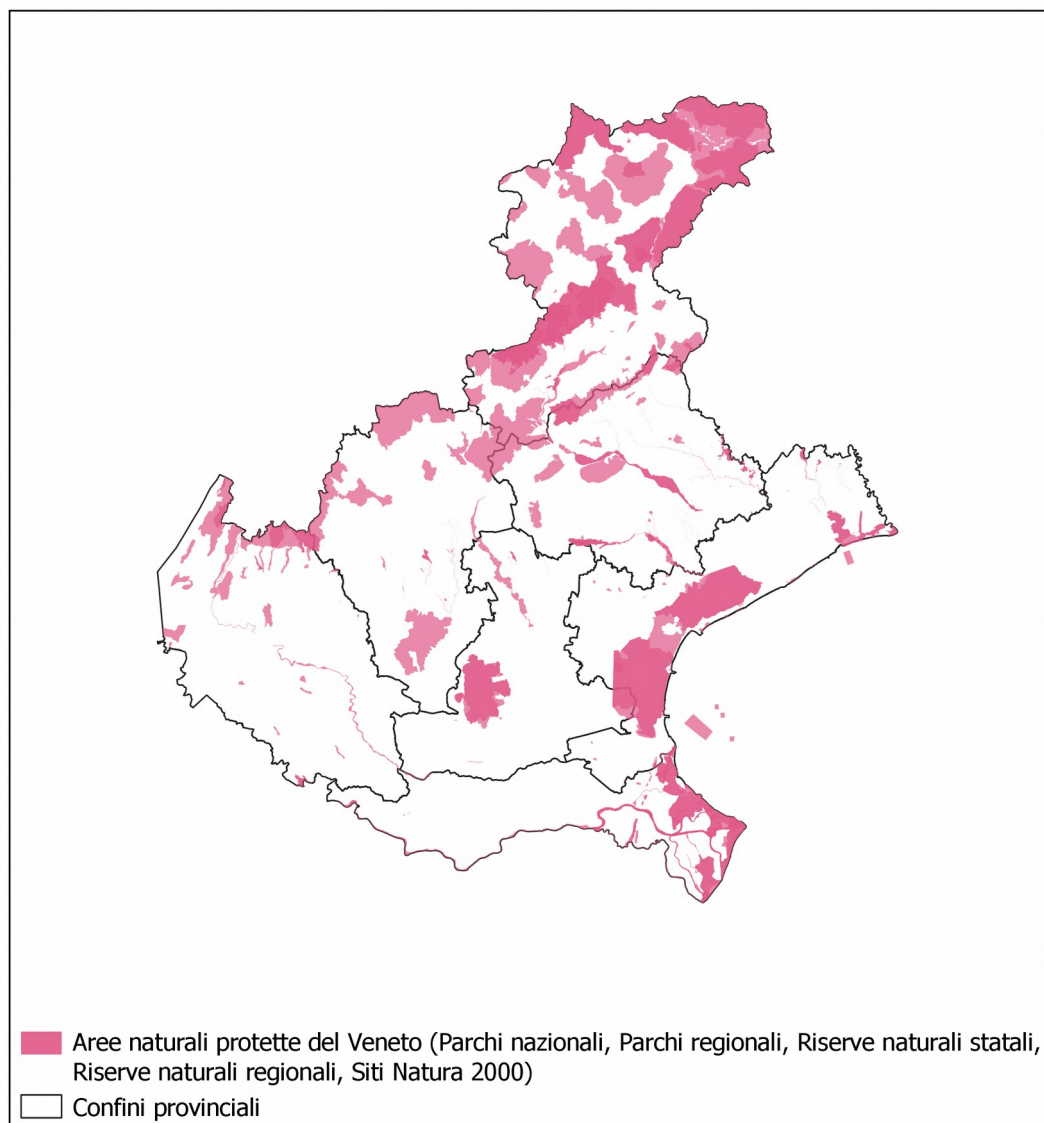 Aree naturali protette del Veneto (Parchi nazionali, Parchi regionali, Riserve naturali statali,
Riserve naturali regionali, Siti Natura 2000)
Confini provinciali